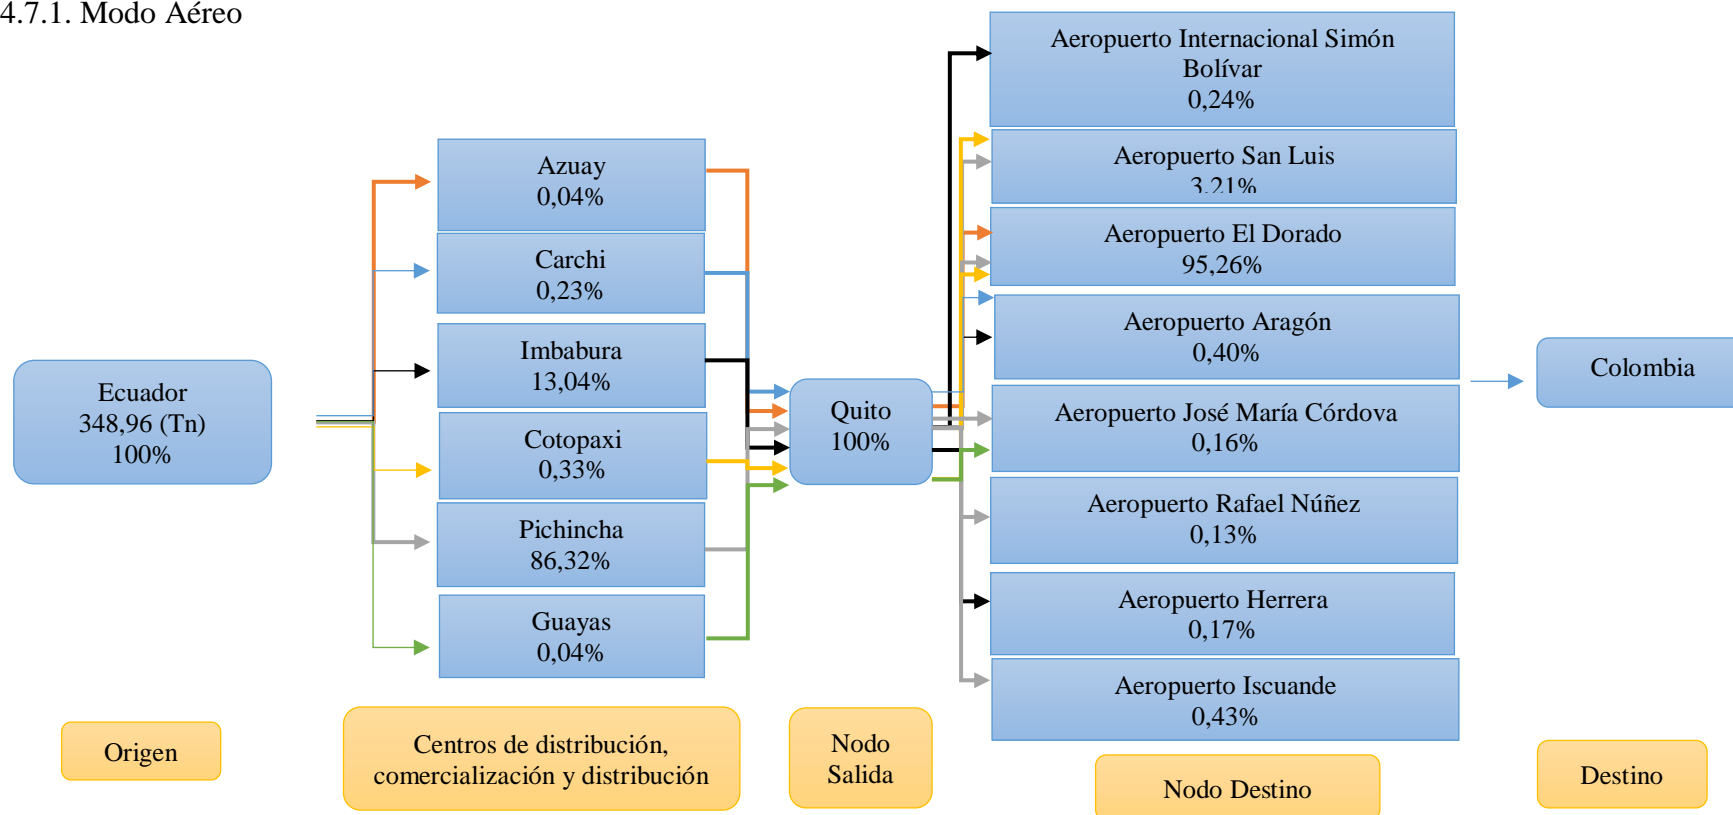 4.7.1. Modo Aéreo
Ecuador
348,96 (Tn)
100%
Azuay
0,04%
Carchi
0,23%
Imbabura
13,04%
Cotopaxi
0,33%
Pichincha
86,32%
Guayas
0,04%
Quito
100%
Aeropuerto Internacional Simón
Bolívar
0,24%
Aeropuerto San Luis
3,21%
Aeropuerto El Dorado
95,26%
Aeropuerto Aragón
0,40%
Aeropuerto José María Córdova
0,16%
Aeropuerto Rafael Núñez
0,13%
Aeropuerto Herrera
0,17%
Aeropuerto Iscuande
0,43%
Colombia
Origen
Centros de distribución,
comercialización y distribución
Nodo
Salida
Nodo Destino
Destino